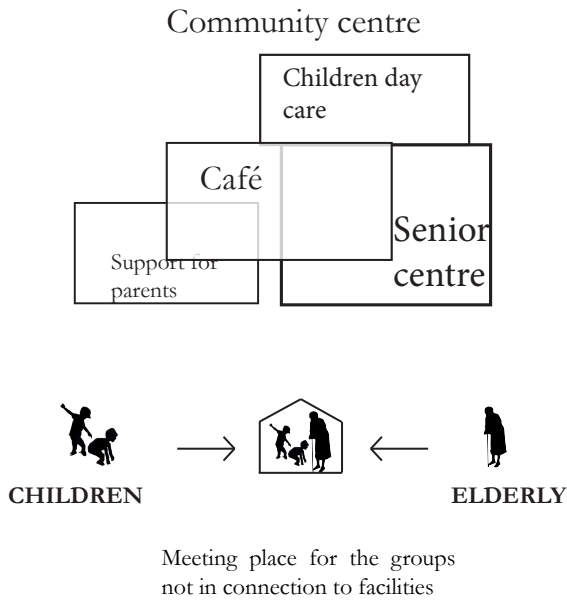 Community centre
Children day
care
Café
Senior
centre
Support for
parents
CHILDREN
ELDERLY
Meeting place for the groups
not in connection to facilities